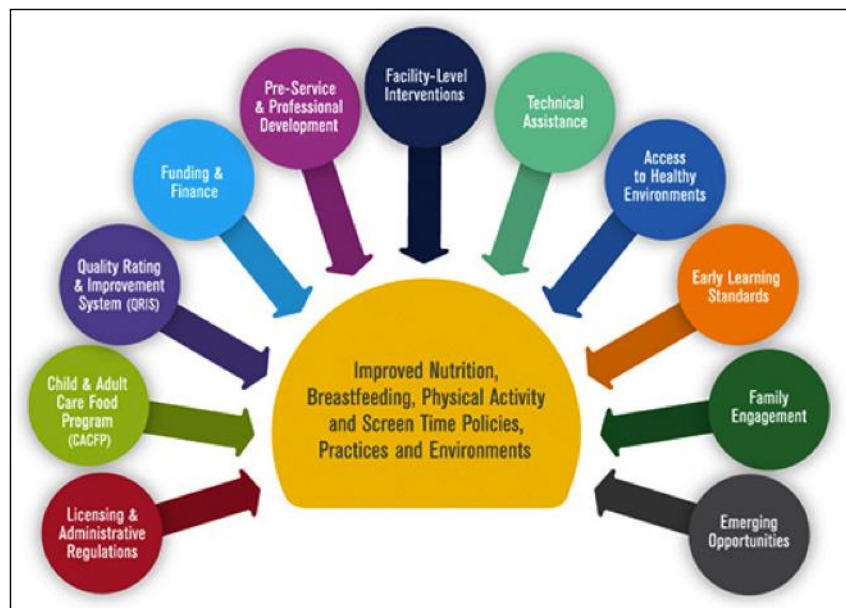 Facility-Level
Interventions
Pre-Service
& Professional
Development
Technical
Assistance
Funding &
Finance
Access
to Healthy
Environments
Quality Rating
& Improvement
System (QRIS)
Early Learning
Standards
Child & Adult
Care Food
Program
(CACFP)
Family
Engagement
Licensing &
Administrative
Regulations
Emerging
Opportunities
Improved Nutrition,
Breastfeeding, Physical Activity
and Screen Time Policies,
Practices and Environments